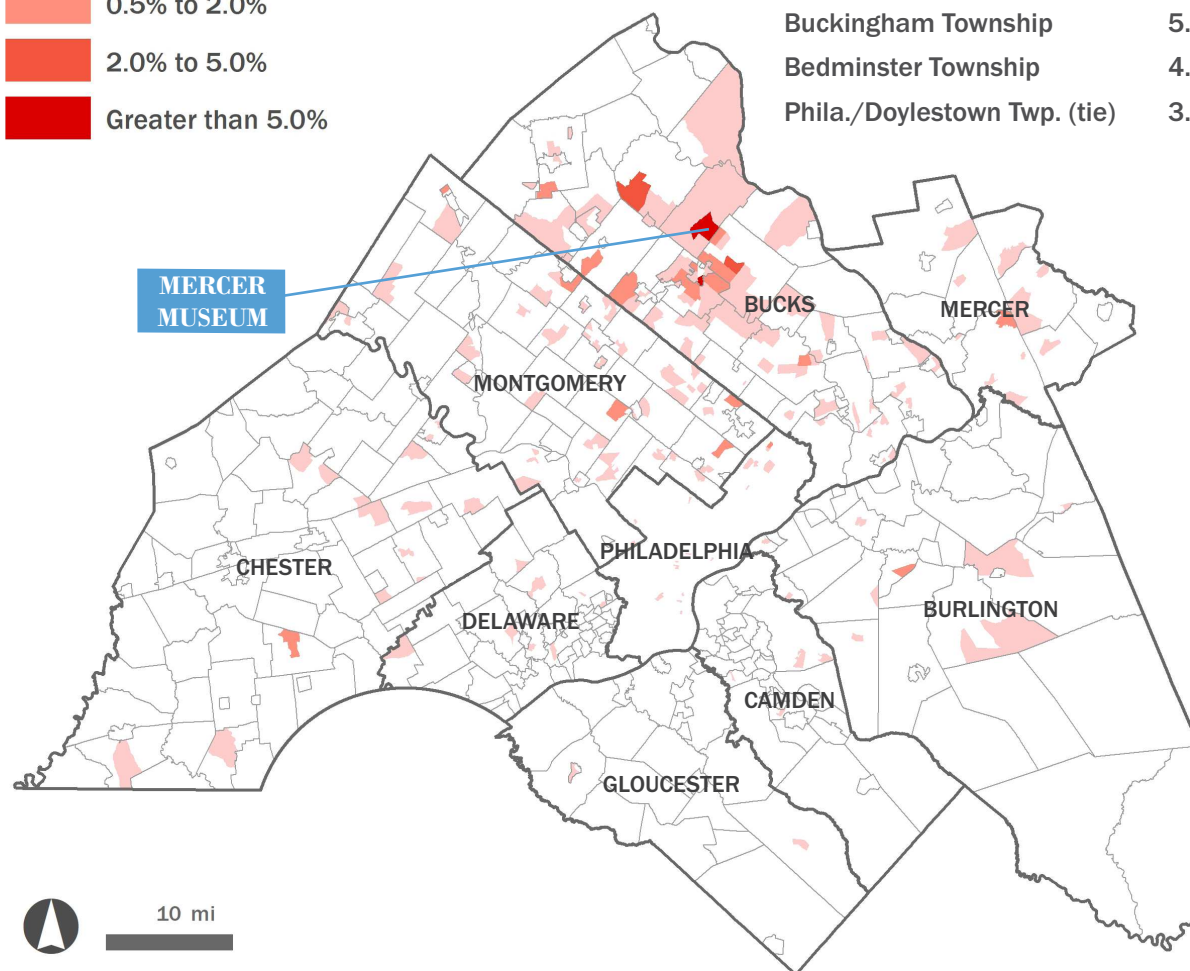 0.5% to 2.0%
2.0% to 5.0%
Greater than 5.0%
Buckingham Township 5.
Bedminster Township 4.
Phila./Doylestown Twp. (tie) 3.
MERCER
MUSEUM
BUCKS
MERCER
MONTGOMERY
PHILADELPHIA
CHESTER
DELAWARE
BURLINGTON
CAMDEN
GLOUCESTER
10 mi